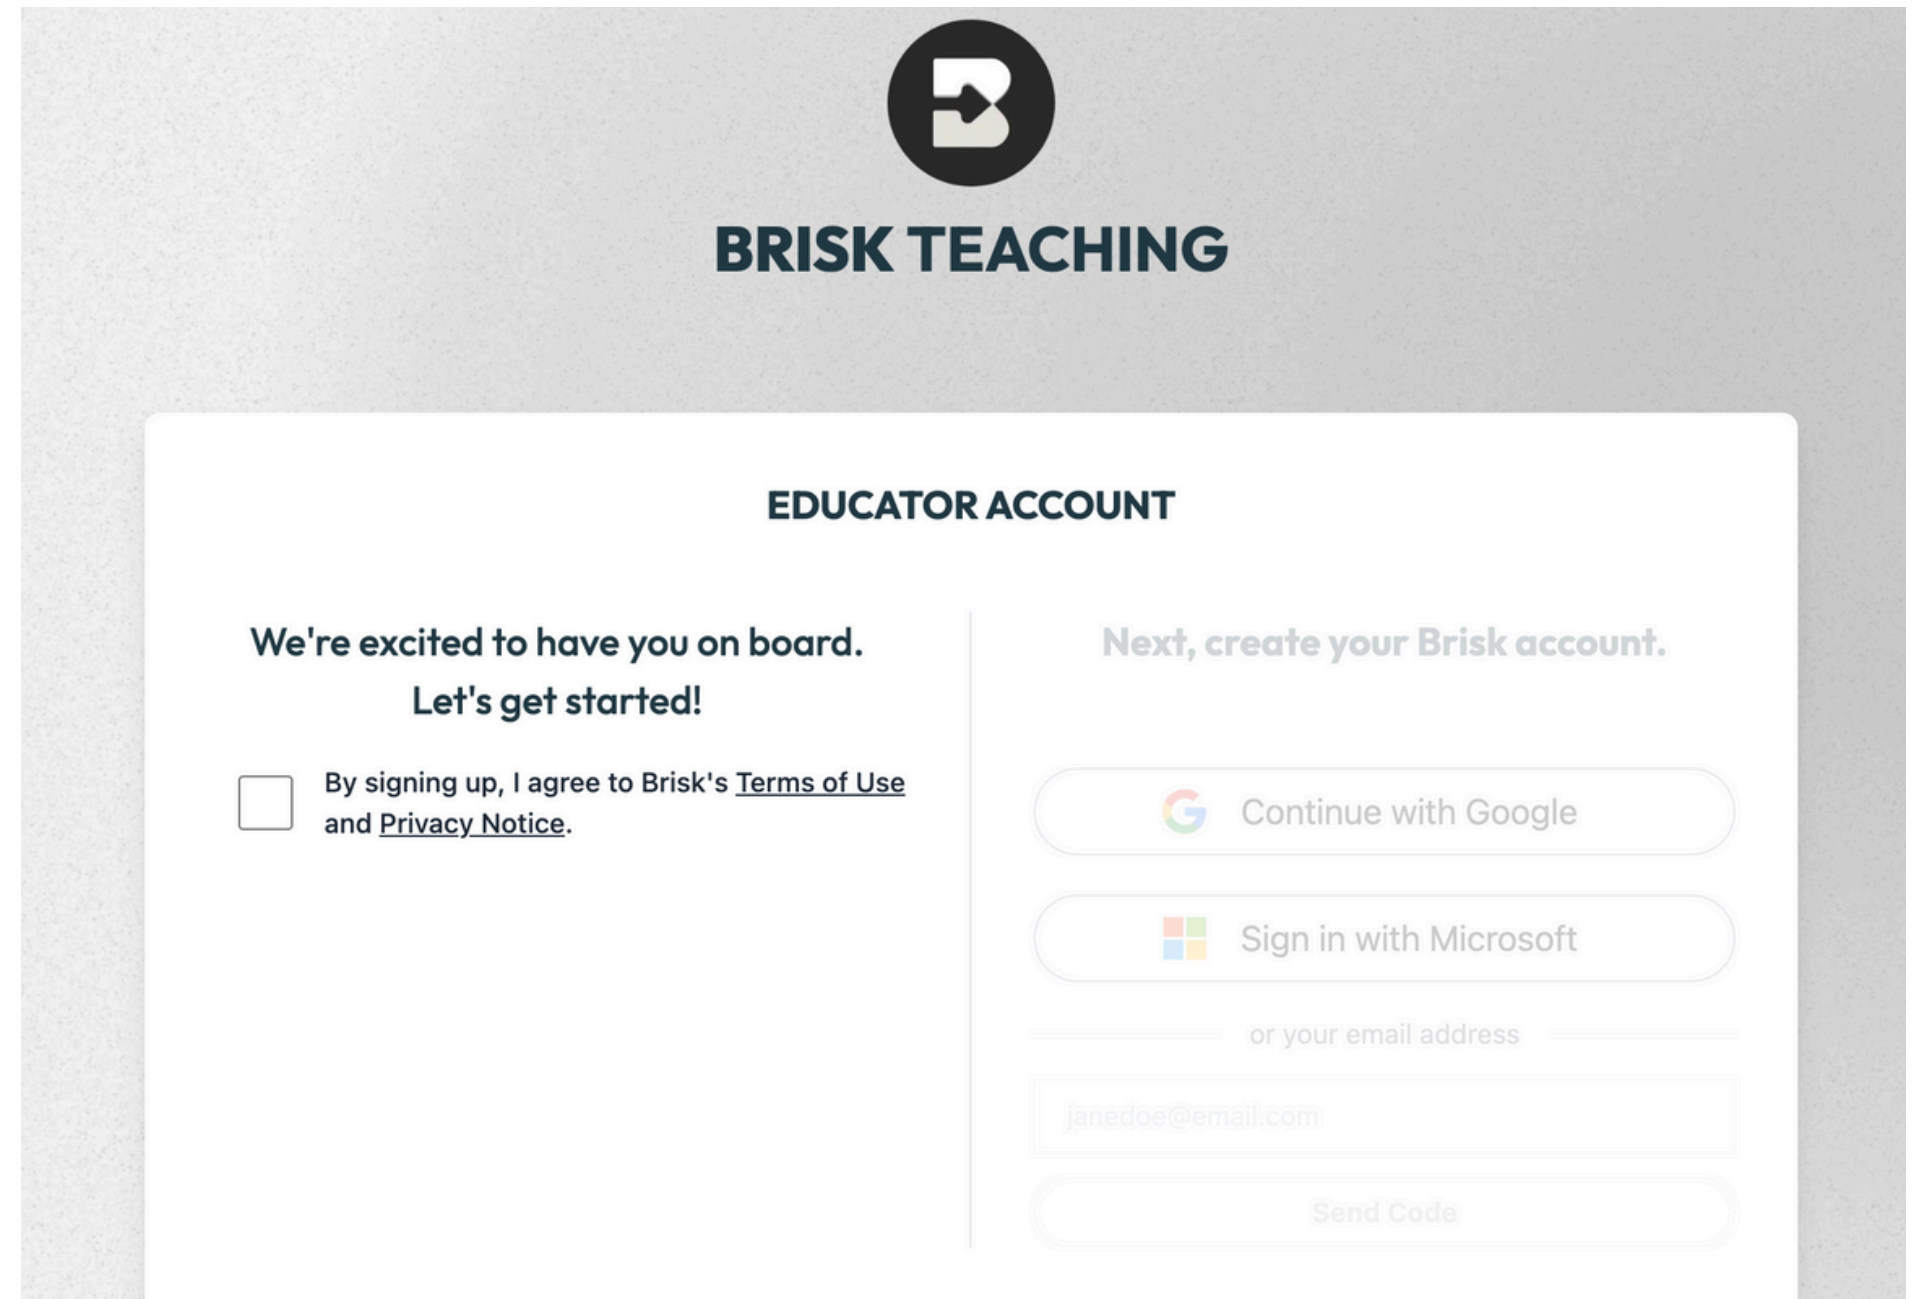 BRISK TEACHING
EDUCATOR ACCOUNT
We're excited to have you on board.
Let's get started!
By signing up, I agree to Brisk's Terms of Use
and Privacy Notice.
Next, create your Brisk account.
Continue with Google
Sign in with Microsoft
or your email address
janedoe@email.com
Send Code